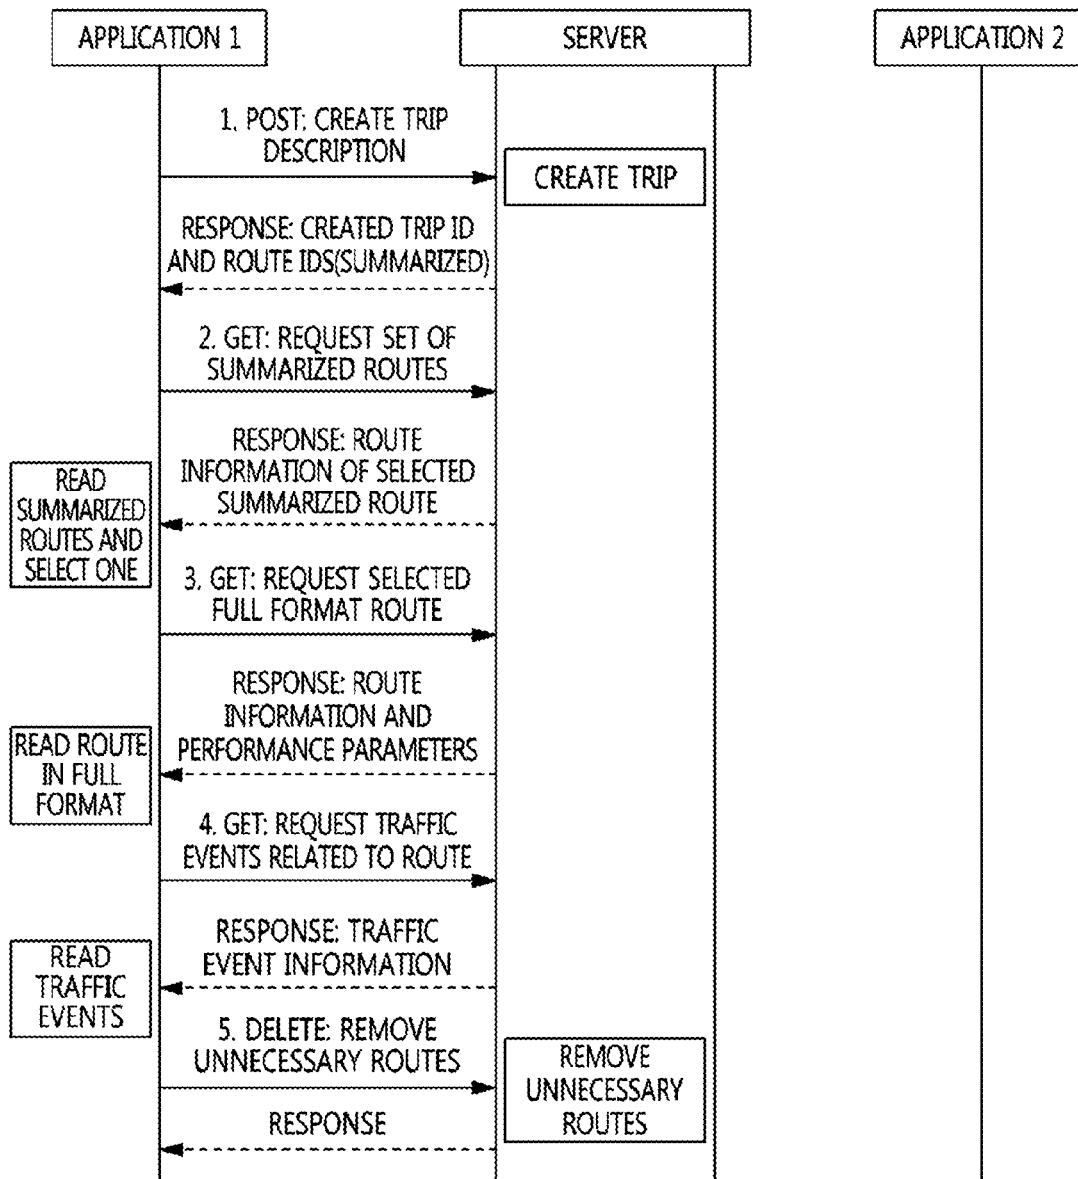 APPLICATION 1
SERVER
APPLICATION 2
1. POST: CREATE TRIP
DESCRIPTION
CREATE TRIP
RESPONSE: CREATED TRIP ID
AND ROUTE IDS(SUMMARIZED)
2. GET: REQUEST SET OF
SUMMARIZED ROUTES
RESPONSE: ROUTE
INFORMATION OF SELECTED
SUMMARIZED ROUTE
READ
SUMMARIZED
ROUTES AND
SELECT ONE
3. GET: REQUEST SELECTED
FULL FORMAT ROUTE
RESPONSE: ROUTE
INFORMATION AND
PERFORMANCE PARAMETERS
READ ROUTE
IN FULL
FORMAT
4. GET: REQUEST TRAFFIC
EVENTS RELATED TO ROUTE
RESPONSE: TRAFFIC
EVENT INFORMATION
READ
TRAFFIC
EVENTS
5. DELETE: REMOVE
UNNECESSARY ROUTES
REMOVE
UNNECESSARY
ROUTES
RESPONSE